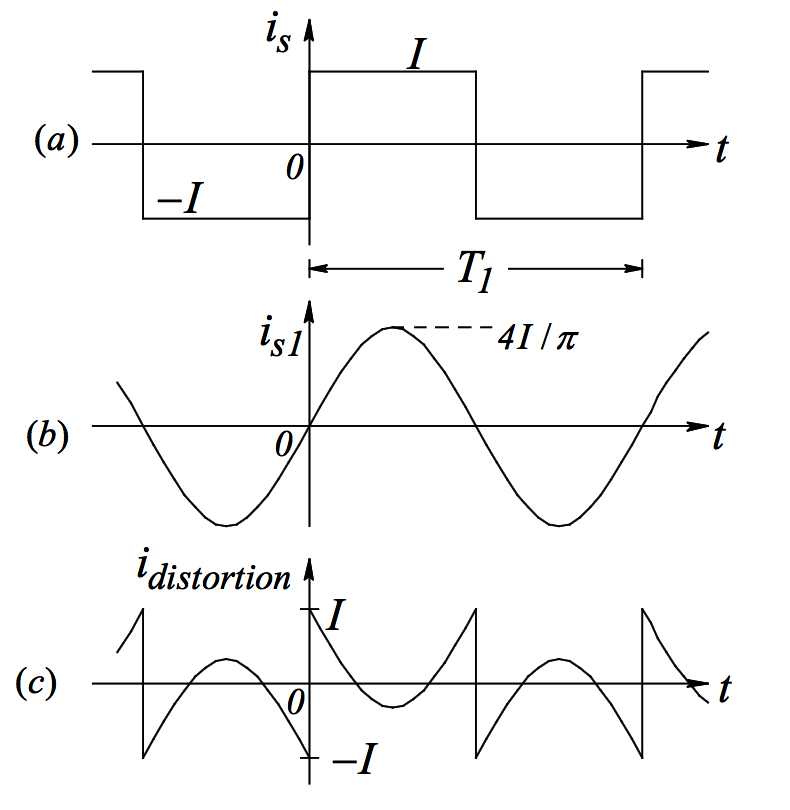 i_s
I
(a)
0
t
−I
T_1
i_s1
4I/π
(b)
0
t
i_distortion
I
(c)
0
t
−I